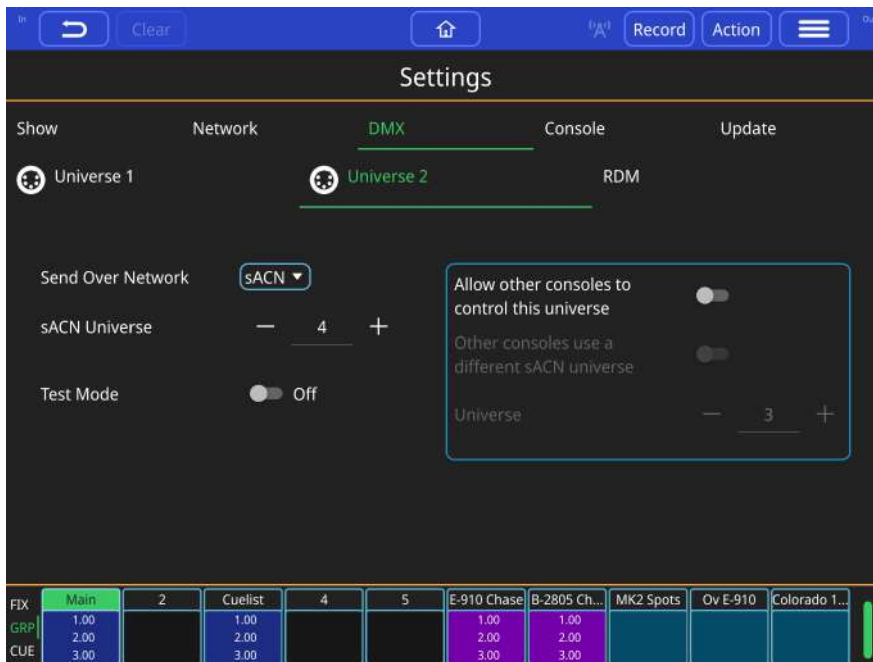 In
Clear
Record Action
Settings
Show Network DMX Console Update
Universe 1 Universe 2 RDM
Send Over Network sACN
Allow other consoles to
control this universe
sACN Universe — 4 +
Other consoles use a
different sACN universe
Test Mode Off
Universe — 3 +
FIX Main 2 Cuelist 4 5 E-910 Chase B-2805 Ch... MK2 Spots Ov E-910 Colorado 1...
GRP 1.00 1.00 1.00 1.00
2.00 2.00 2.00 2.00
CUE 3.00 3.00 3.00 3.00